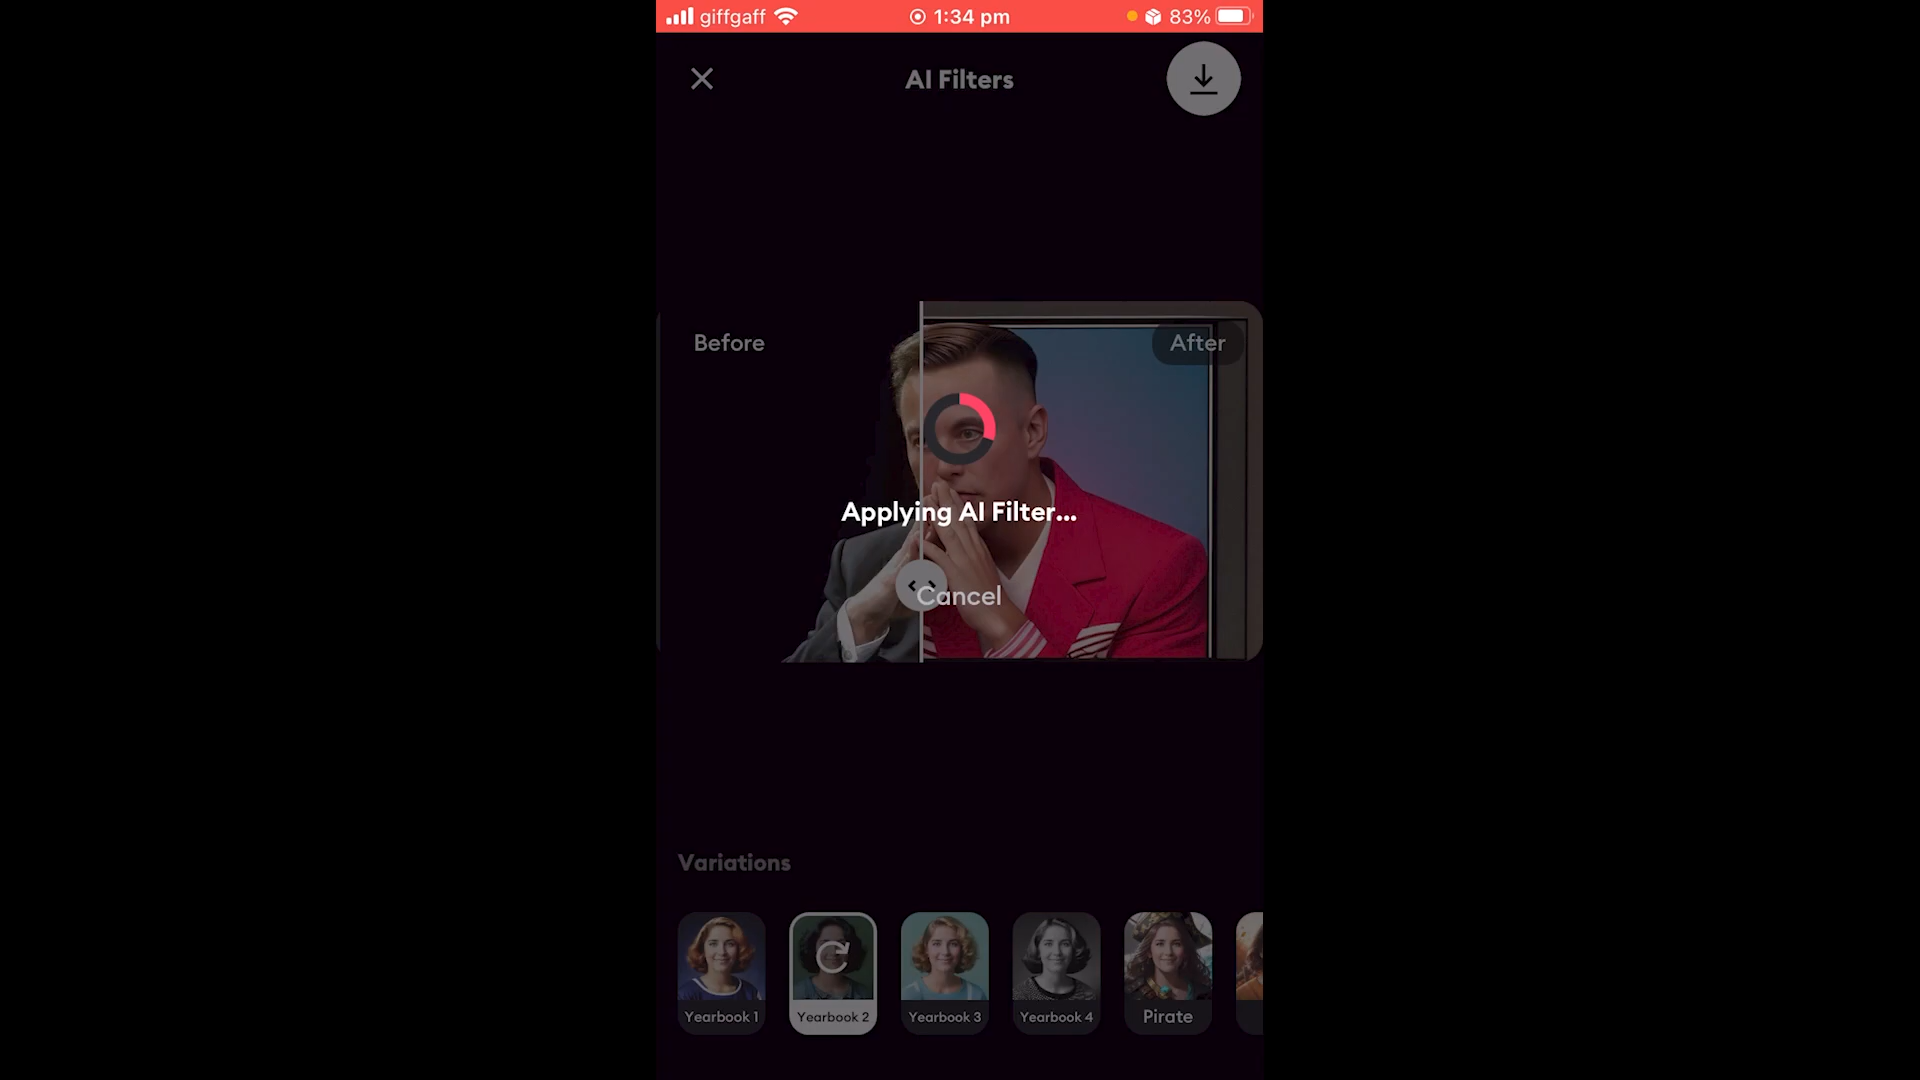 giffgaff 1:34 pm 83%
AI Filters
Before After
Applying AI Filter...
Cancel
Variations
Yearbook 1 Yearbook 2 Yearbook 3 Yearbook 4 Pirate